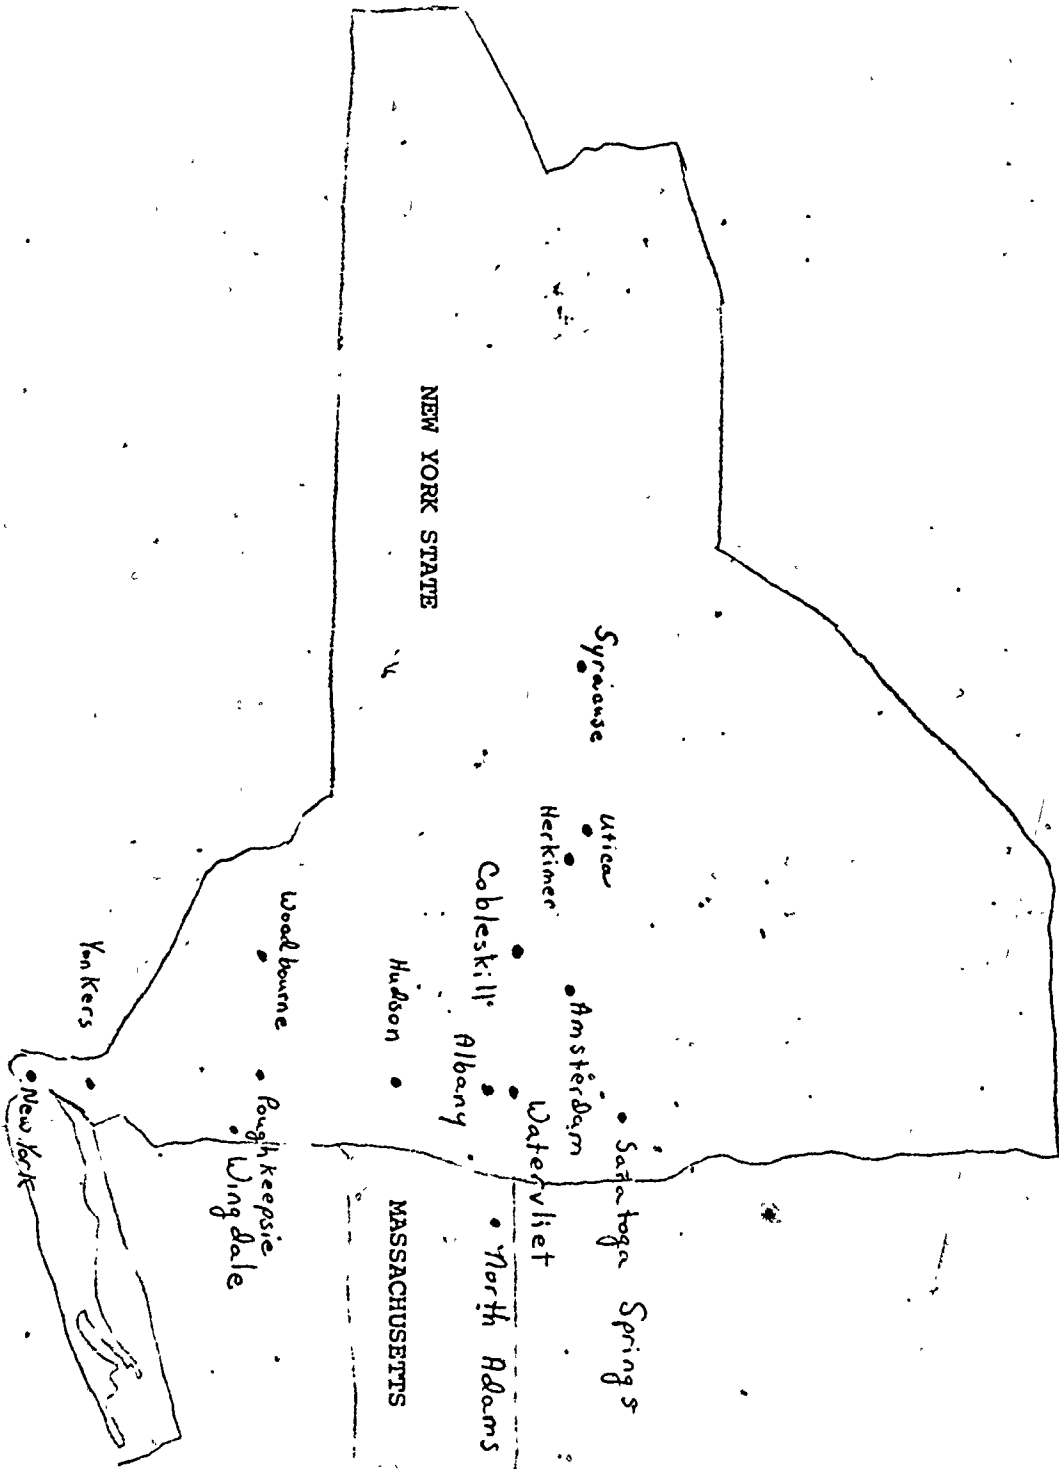 Saratoga Springs
Utica
Syracuse
Amsterdam
Herkimer
Watervliet
North Adams
Cobleskill
Albany
NEW YORK STATE
Hudson
MASSACHUSETTS
Woodbourne
Poughkeepsie
Wingdale
Yonkers
New York